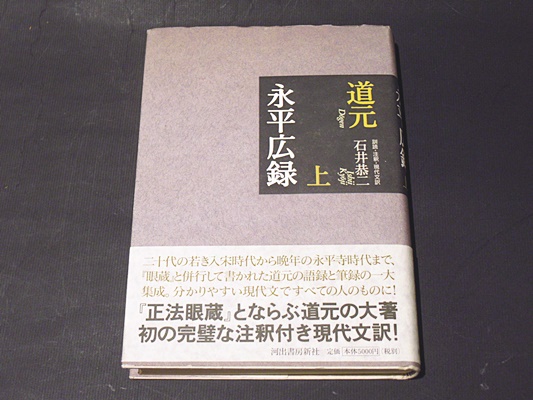 道元
Dōgen
永平広録
上
訓読・注釈・現代文訳
石井恭二
Ishii Kyōji
二十代の若き入宋時代から晩年の永平寺時代まで、
『眼蔵』と併行して書かれた道元の語録と筆録の一大
集成。分かりやすい現代文ですべての人のものに!
『正法眼蔵』とならぶ道元の大著
初の完璧な注釈付き現代文訳!
河出書房新社 定価 本体5000円 (税別)